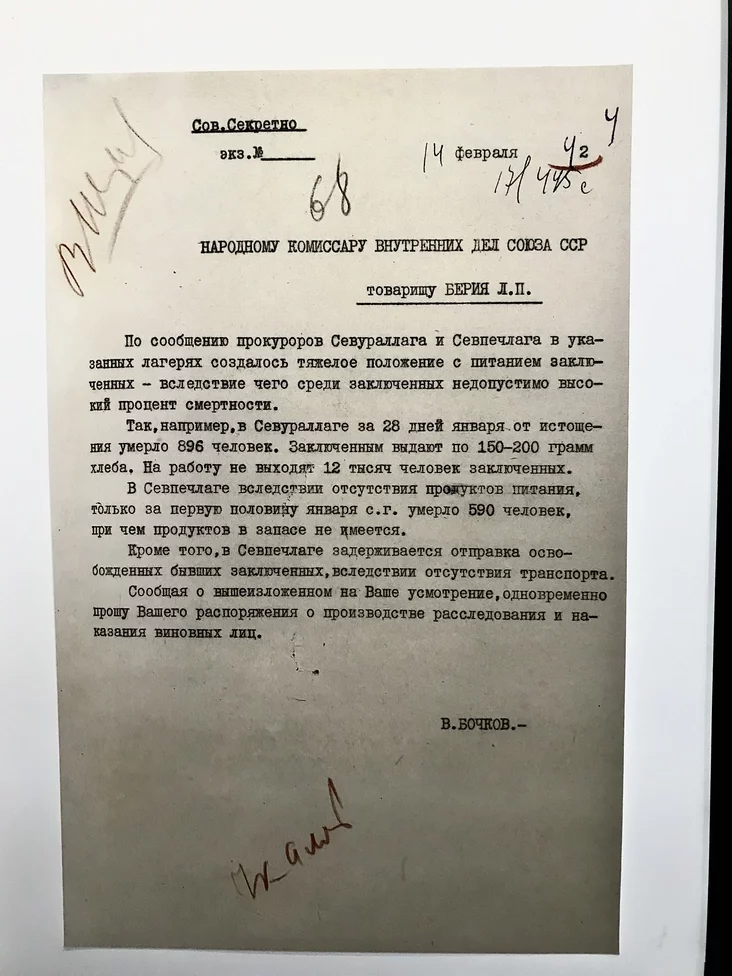 Сов.Секретно
экз.№
14 февраля 42
4
17/445с
68
НАРОДНОМУ КОМИССАРУ ВНУТРЕННИХ ДЕЛ СОЮЗА ССР
товарищу БЕРИЯ Л.П.
По сообщению прокуроров Севураллага и Севпечлага в ука-
занных лагерях создалось тяжелое положение с питанием заклю-
ченных - вследствие чего среди заключенных недопустимо высо-
кий процент смертности.
Так,например,в Севураллаге за 28 дней января от истоще-
ния умерло 896 человек. Заключенным выдают по 150-200 грамм
хлеба. На работу не выходят 12 тысяч человек заключенных.
В Севпечлаге вследствии отсутствия продуктов питания,
только за первую половину января с.г. умерло 590 человек,
при чем продуктов в запасе не имеется.
Кроме того,в Севпечлаге задерживается отправка осво-
божденных бывших заключенных,вследствии отсутствия транспорта.
Сообщая о вышеизложенном на Ваше усмотрение,одновременно
прошу Вашего распоряжения о производстве расследования и на-
казания виновных лиц.
В.БОЧКОВ.-